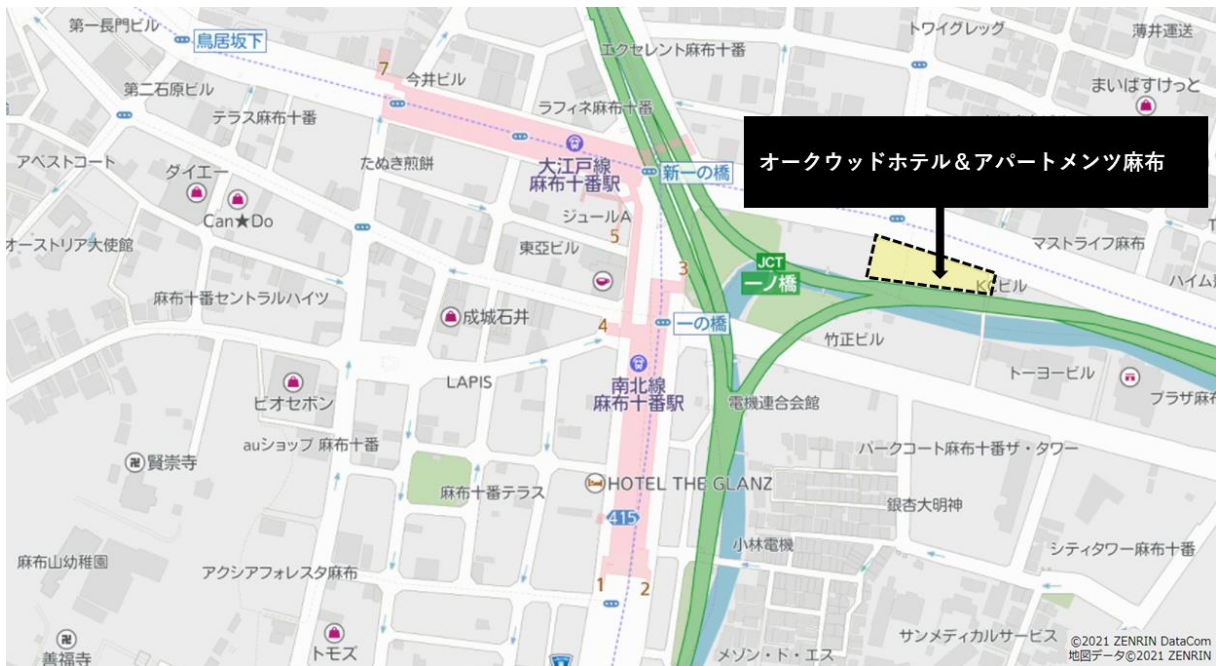 第一長門ビル
鳥居坂下
エクセレント麻布十番
トワイグレッグ
薄井運送
7
今井ビル
第二石原ビル
まいばすけっと
テラス麻布十番
ラフィネ麻布十番
アベストコート
ダイエー
たぬき煎餅
大江戸線
麻布十番駅
新一の橋
オークウッドホテル＆アパートメンツ麻布
Can★Do
ジュールA
オーストリア大使館
東亞ビル
5
マストライフ麻布
3
JCT
一ノ橋
麻布十番セントラルハイツ
成城石井
4
一の橋
竹正ビル
LAPIS
南北線
麻布十番駅
トーヨービル
ビオセボン
電機連合会館
プラザ麻布
auショップ 麻布十番
パークコート麻布十番ザ・タワー
賢崇寺
麻布十番テラス
HOTEL THE GLANZ
銀杏大明神
415
小林電機
シティタワー麻布十番
麻布山幼稚園
アクシアフォレスタ麻布
1
2
善福寺
トモズ
メゾン・ド・エス
サンメディカルサービス
©2021 ZENRIN DataCom
地図データ©2021 ZENRIN